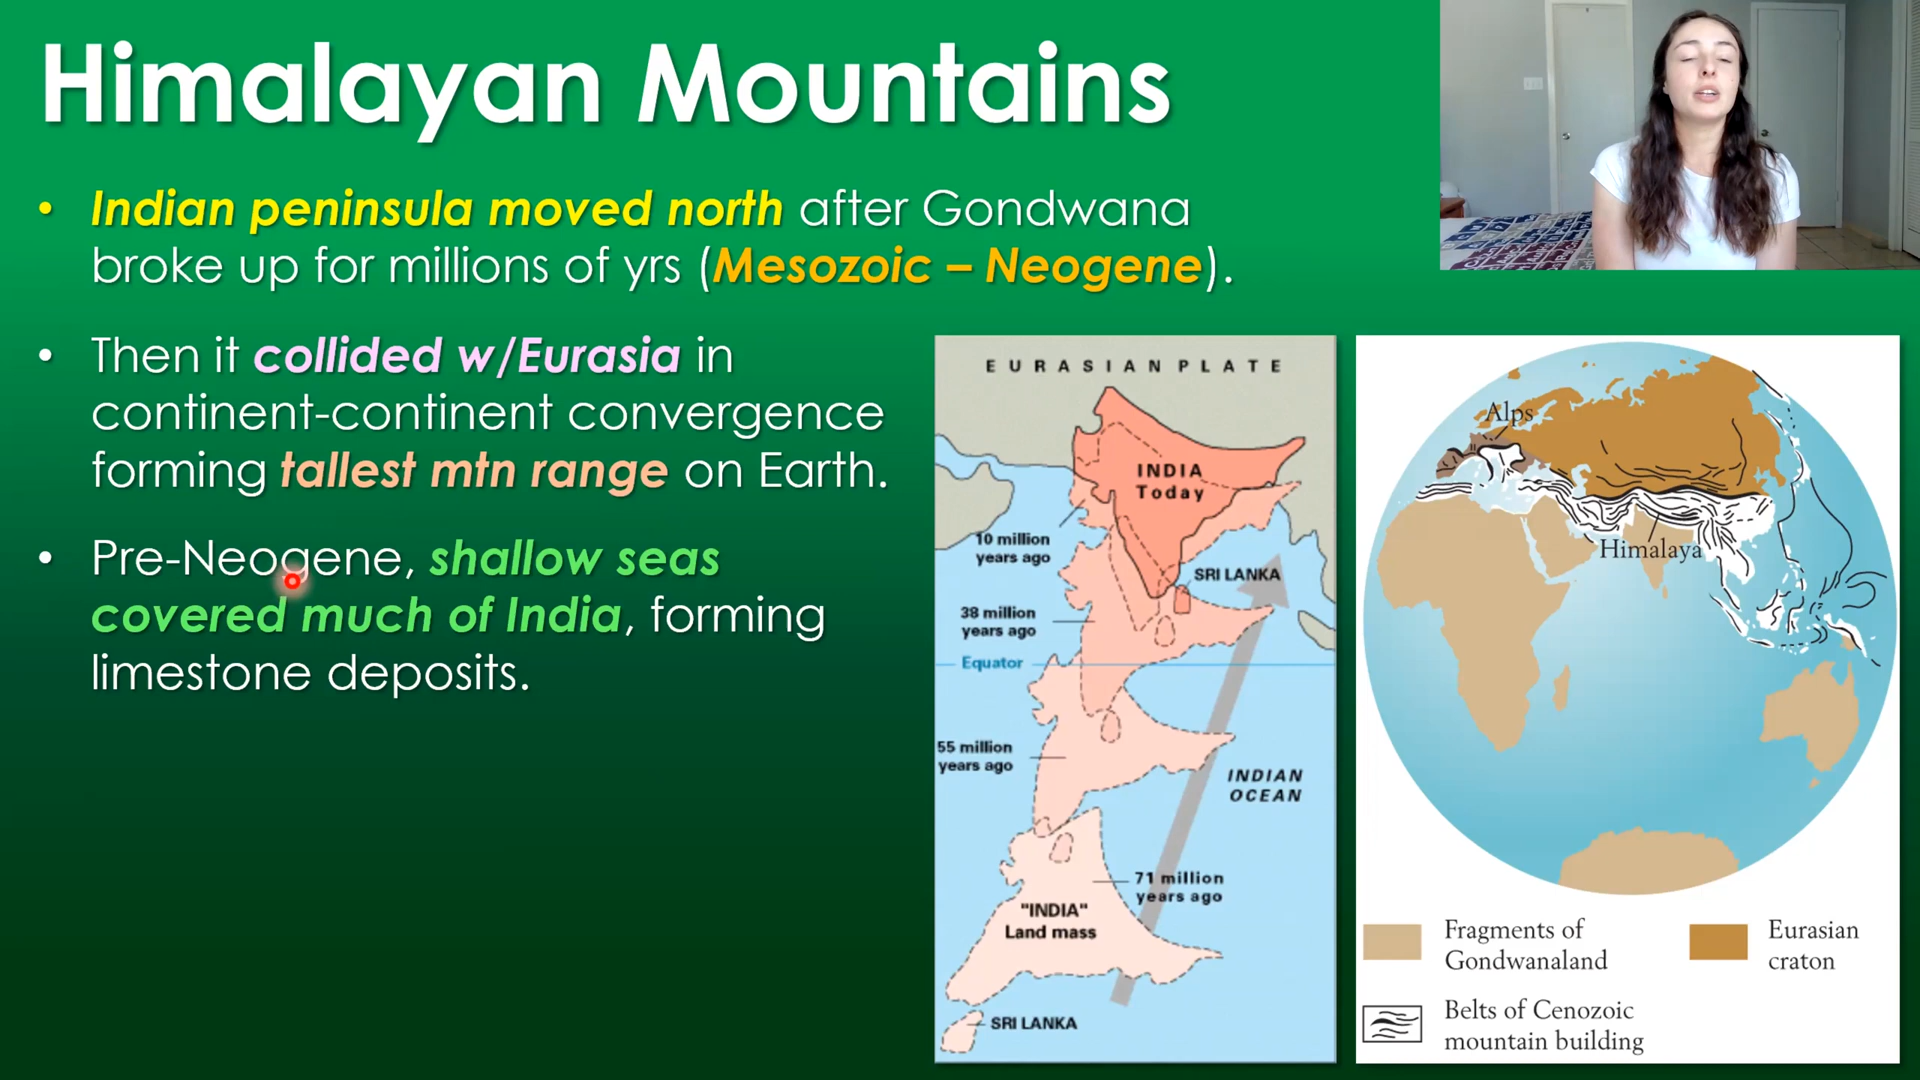 Himalayan Mountains
• Indian peninsula moved north after Gondwana
broke up for millions of yrs (Mesozoic – Neogene).
• Then it collided w/Eurasia in
continent-continent convergence
forming tallest mtn range on Earth.
• Pre-Neogene, shallow seas
covered much of India, forming
limestone deposits.
EURASIAN PLATE
INDIA
Today
10 million
years ago
SRI LANKA
38 million
years ago
Equator
55 million
years ago
INDIAN
OCEAN
71 million
years ago
"INDIA"
Land mass
SRI LANKA
Alps
Himalaya
Fragments of
Gondwanaland
Eurasian
craton
Belts of Cenozoic
mountain building